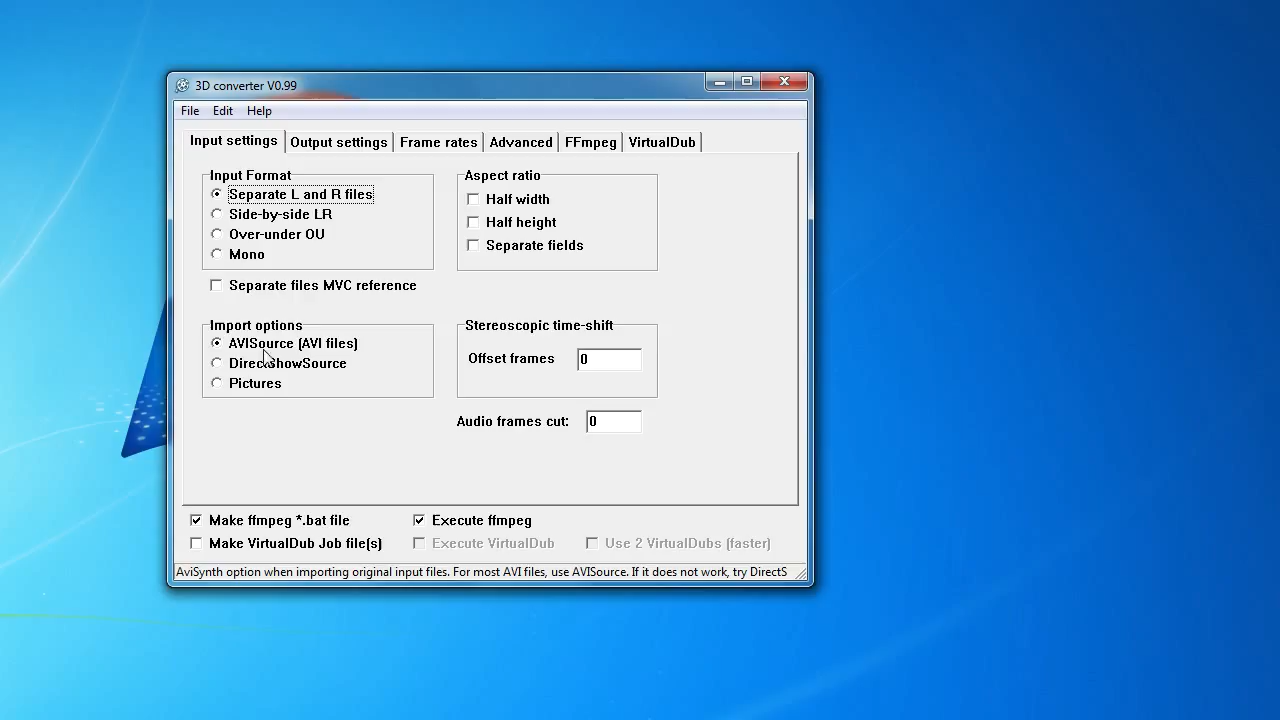 3D converter V0.99
File Edit Help
Input settings Output settings Frame rates Advanced FFmpeg VirtualDub
Input Format
Separate L and R files
Side-by-side LR
Over-under OU
Mono
Separate files MVC reference
Aspect ratio
Half width
Half height
Separate fields
Import options
AVISource (AVI files)
DirectShowSource
Pictures
Stereoscopic time-shift
Offset frames 0
Audio frames cut: 0
Make ffmpeg *.bat file Execute ffmpeg
Make VirtualDub Job file(s) Execute VirtualDub Use 2 VirtualDubs (faster)
AviSynth option when importing original input files. For most AVI files, use AVISource. If it does not work, try DirectS